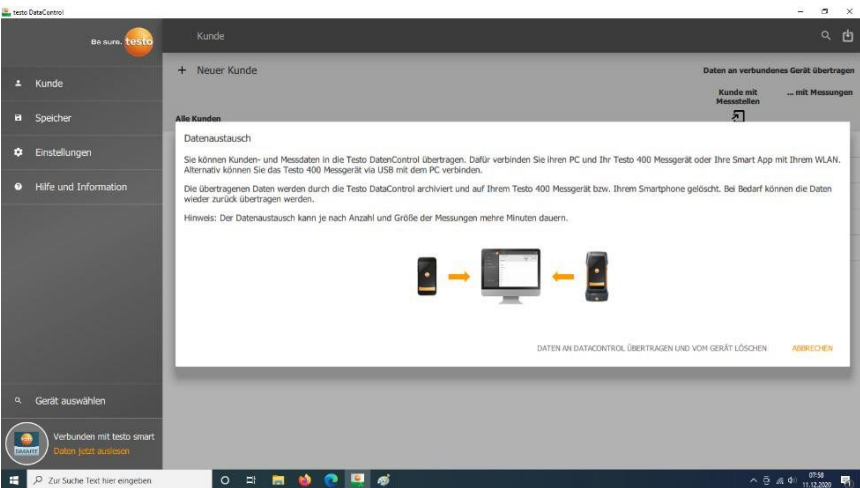 testo DataControl
Be sure. testo
Kunde
Kunde
Speicher
Einstellungen
Hilfe und Information
+ Neuer Kunde
Daten an verbundenes Gerät übertragen
Kunde mit
Messstellen
... mit Messungen
Alle Kunden
Datenaustausch
Sie können Kunden- und Messdaten in die Testo DatenControl übertragen. Dafür verbinden Sie ihren PC und Ihr Testo 400 Messgerät oder Ihre Smart App mit Ihrem WLAN.
Alternativ können Sie das Testo 400 Messgerät via USB mit dem PC verbinden.
Die übertragenen Daten werden durch die Testo DataControl archiviert und auf Ihrem Testo 400 Messgerät bzw. Ihrem Smartphone gelöscht. Bei Bedarf können die Daten
wieder zurück übertragen werden.
Hinweis: Der Datenaustausch kann je nach Anzahl und Größe der Messungen mehre Minuten dauern.
DATEN AN DATACONTROL ÜBERTRAGEN UND VOM GERÄT LÖSCHEN
ABBRECHEN
Gerät auswählen
SMART
Verbunden mit testo smart
Daten jetzt auslesen
Zur Suche Text hier eingeben
07:58
11.12.2020